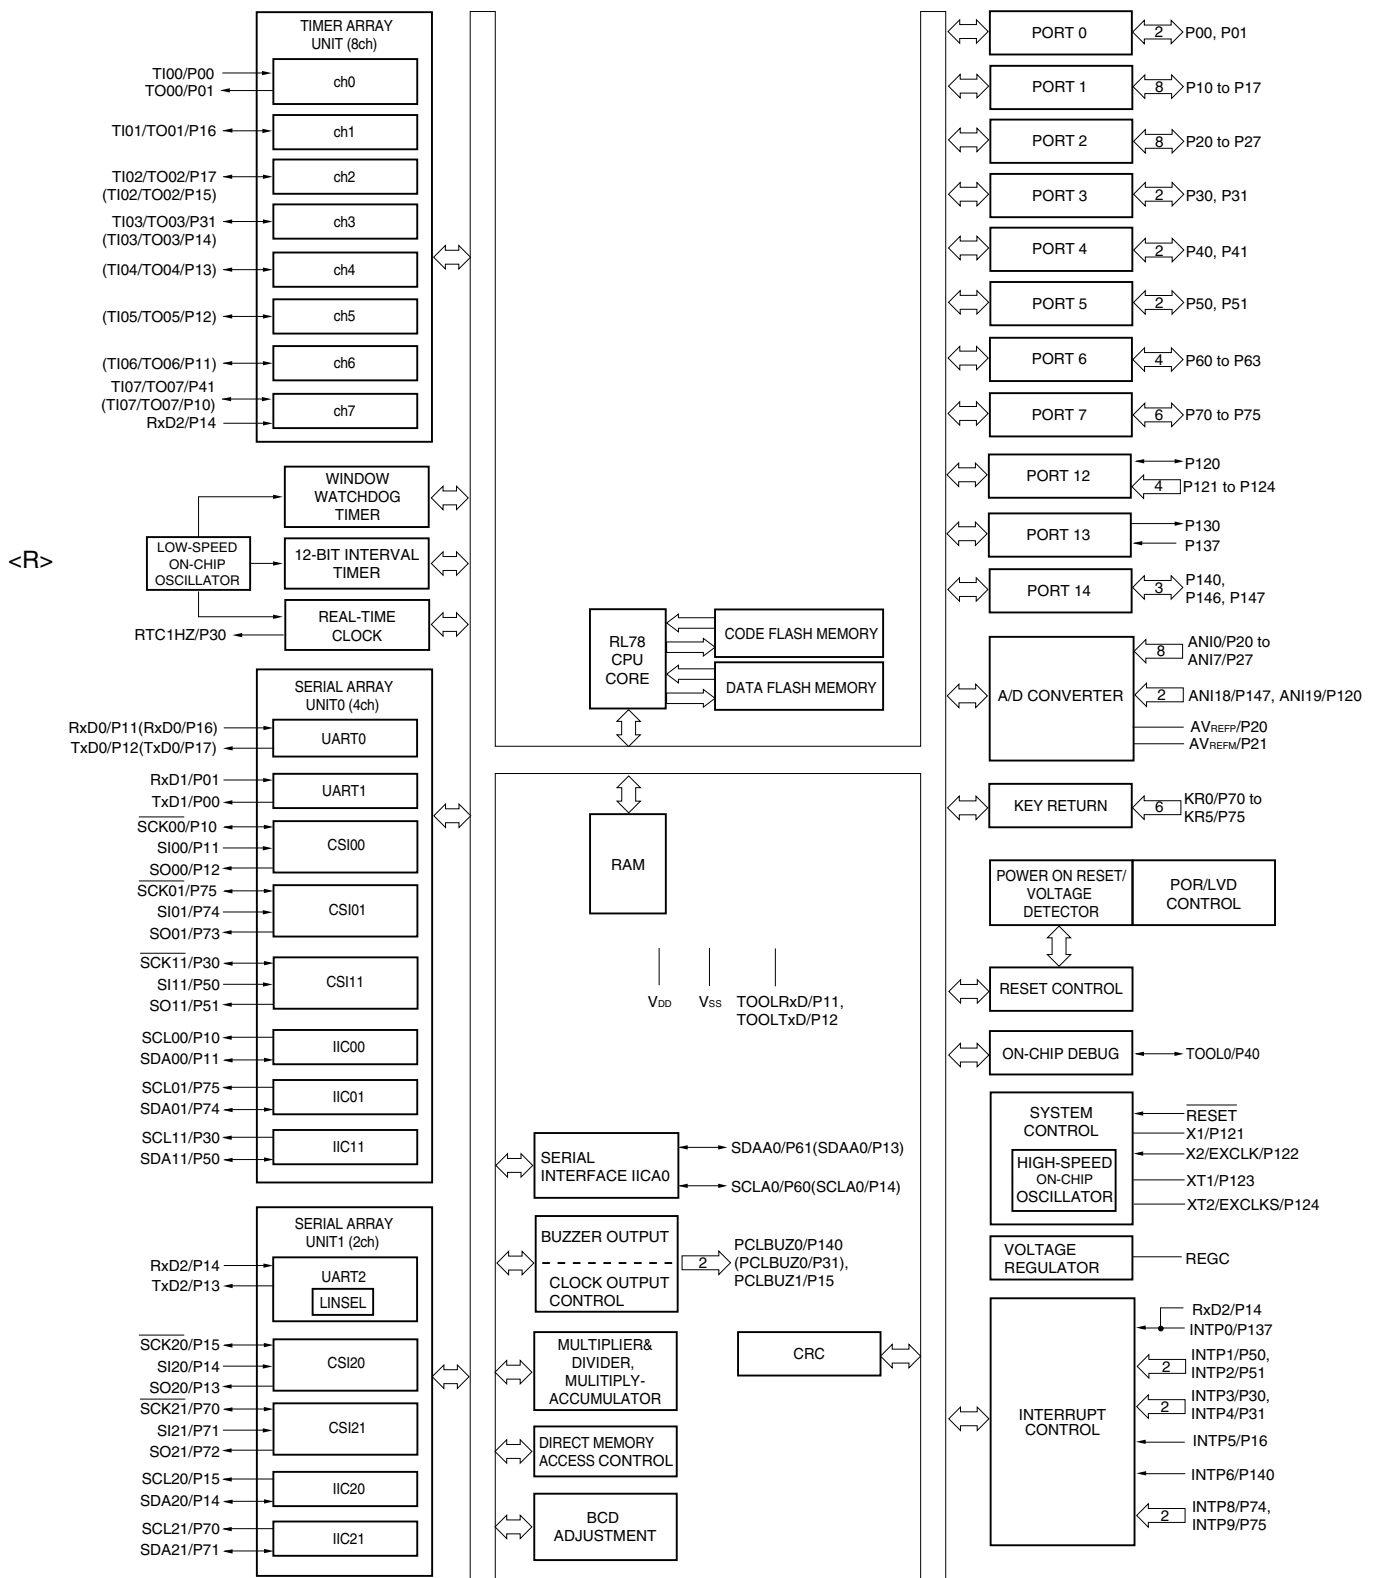 TIMER ARRAY
UNIT (8ch)
TI00/P00
TO00/P01
ch0
TI01/TO01/P16
ch1
TI02/TO02/P17
(TI02/TO02/P15)
ch2
TI03/TO03/P31
(TI03/TO03/P14)
ch3
(TI04/TO04/P13)
ch4
(TI05/TO05/P12)
ch5
(TI06/TO06/P11)
ch6
TI07/TO07/P41
(TI07/TO07/P10)
RxD2/P14
ch7
WINDOW
WATCHDOG
TIMER
<R>
LOW-SPEED
ON-CHIP
OSCILLATOR
12-BIT INTERVAL
TIMER
REAL-TIME
CLOCK
RTC1HZ/P30
SERIAL ARRAY
UNIT0 (4ch)
RxD0/P11(RxD0/P16)
TxD0/P12(TxD0/P17)
UART0
RxD1/P01
TxD1/P00
UART1
SCK00/P10
SI00/P11
SO00/P12
CSI00
SCK01/P75
SI01/P74
SO01/P73
CSI01
SCK11/P30
SI11/P50
SO11/P51
CSI11
SCL00/P10
SDA00/P11
IIC00
SCL01/P75
SDA01/P74
IIC01
SCL11/P30
SDA11/P50
IIC11
SERIAL ARRAY
UNIT1 (2ch)
RxD2/P14
TxD2/P13
UART2
LINSEL
SCK20/P15
SI20/P14
SO20/P13
CSI20
SCK21/P70
SI21/P71
SO21/P72
CSI21
SCL20/P15
SDA20/P14
IIC20
SCL21/P70
SDA21/P71
IIC21
RL78
CPU
CORE
CODE FLASH MEMORY
DATA FLASH MEMORY
RAM
VDD
VSS
TOOLRxD/P11,
TOOLTxD/P12
SERIAL
INTERFACE IICA0
SDAA0/P61(SDAA0/P13)
SCLA0/P60(SCLA0/P14)
BUZZER OUTPUT
CLOCK OUTPUT
CONTROL
2
PCLBUZ0/P140
(PCLBUZ0/P31),
PCLBUZ1/P15
MULTIPLIER&
DIVIDER,
MULITIPLY-
ACCUMULATOR
CRC
DIRECT MEMORY
ACCESS CONTROL
BCD
ADJUSTMENT
PORT 0
2
P00, P01
PORT 1
8
P10 to P17
PORT 2
8
P20 to P27
PORT 3
2
P30, P31
PORT 4
2
P40, P41
PORT 5
2
P50, P51
PORT 6
4
P60 to P63
PORT 7
6
P70 to P75
PORT 12
P120
4
P121 to P124
PORT 13
P130
P137
PORT 14
3
P140,
P146, P147
A/D CONVERTER
8
ANI0/P20 to
ANI7/P27
2
ANI18/P147, ANI19/P120
AVREFP/P20
AVREFM/P21
KEY RETURN
6
KR0/P70 to
KR5/P75
POWER ON RESET/
VOLTAGE
DETECTOR
POR/LVD
CONTROL
RESET CONTROL
ON-CHIP DEBUG
TOOL0/P40
SYSTEM
CONTROL
HIGH-SPEED
ON-CHIP
OSCILLATOR
RESET
X1/P121
X2/EXCLK/P122
XT1/P123
XT2/EXCLKS/P124
VOLTAGE
REGULATOR
REGC
INTERRUPT
CONTROL
RxD2/P14
INTP0/P137
2
INTP1/P50,
INTP2/P51
2
INTP3/P30,
INTP4/P31
INTP5/P16
INTP6/P140
2
INTP8/P74,
INTP9/P75